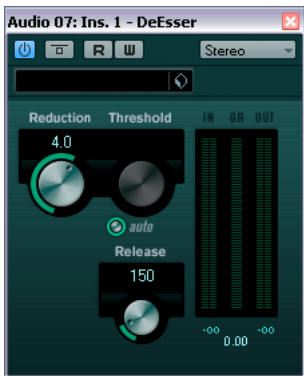 Audio 07: Ins. 1 - DeEsser
R W Stereo
Reduction Threshold IN GR OUT
4.0
auto
Release
150
-oo -oo
0.00